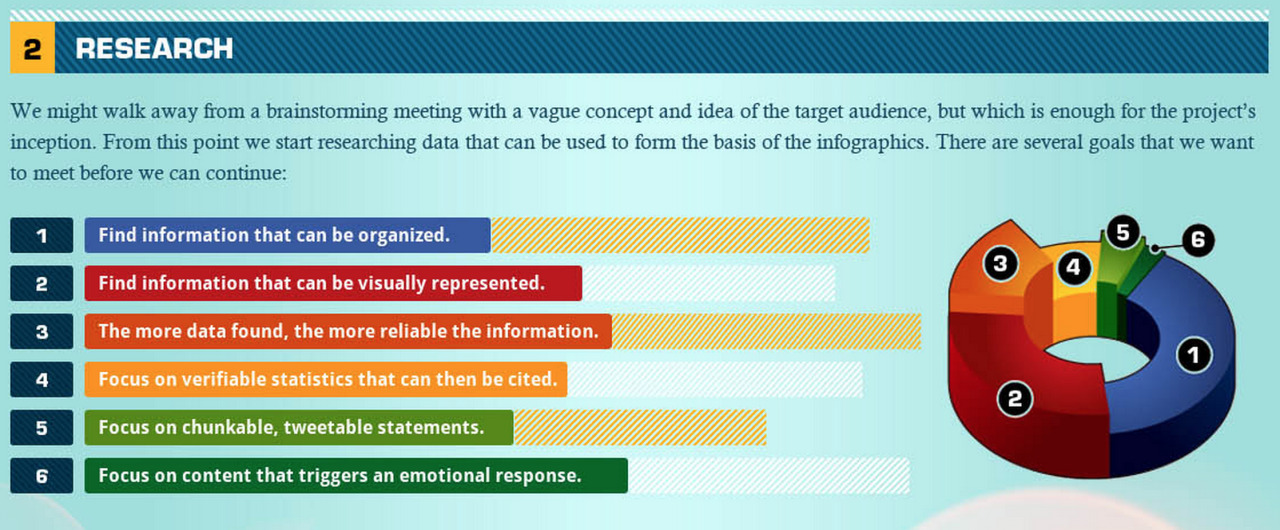 2 RESEARCH
We might walk away from a brainstorming meeting with a vague concept and idea of the target audience, but which is enough for the project’s
inception. From this point we start researching data that can be used to form the basis of the infographics. There are several goals that we want
to meet before we can continue:
1 Find information that can be organized.
2 Find information that can be visually represented.
3 The more data found, the more reliable the information.
4 Focus on verifiable statistics that can then be cited.
5 Focus on chunkable, tweetable statements.
6 Focus on content that triggers an emotional response.
5
6
3
4
1
2